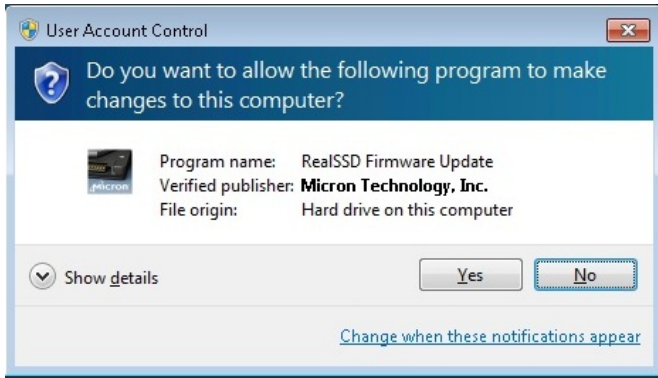 User Account Control
Do you want to allow the following program to make
changes to this computer?
Micron
Program name: RealSSD Firmware Update
Verified publisher: Micron Technology, Inc.
File origin: Hard drive on this computer
Show details
Yes
No
Change when these notifications appear